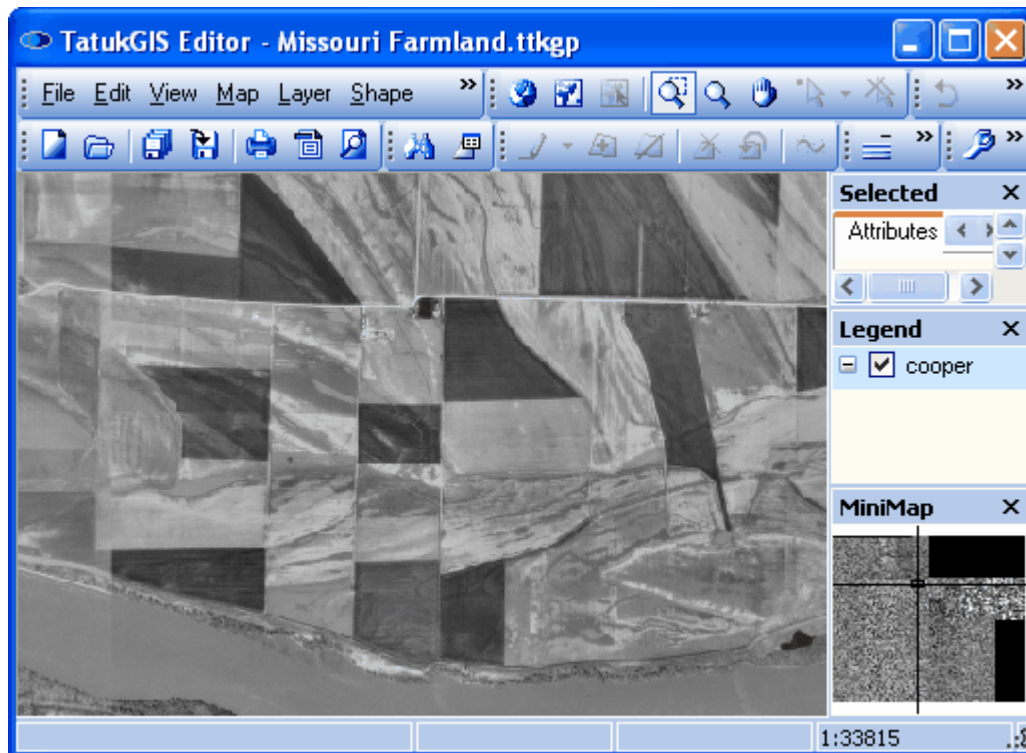 TatukGIS Editor - Missouri Farmland.ttkgp
File Edit View Map Layer Shape
Selected
Attributes
Legend
cooper
MiniMap
1:33815